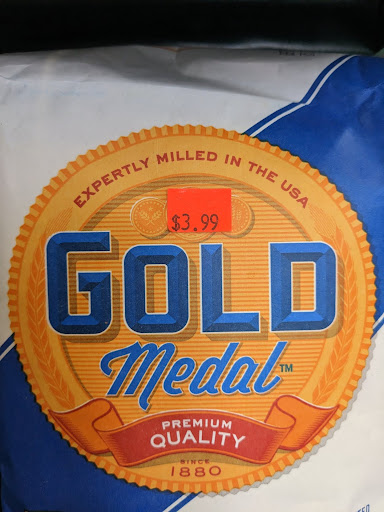 EXPERTLY MILLED IN THE USA
$3.99
GOLD
Medal™
PREMIUM
QUALITY
SINCE
1880